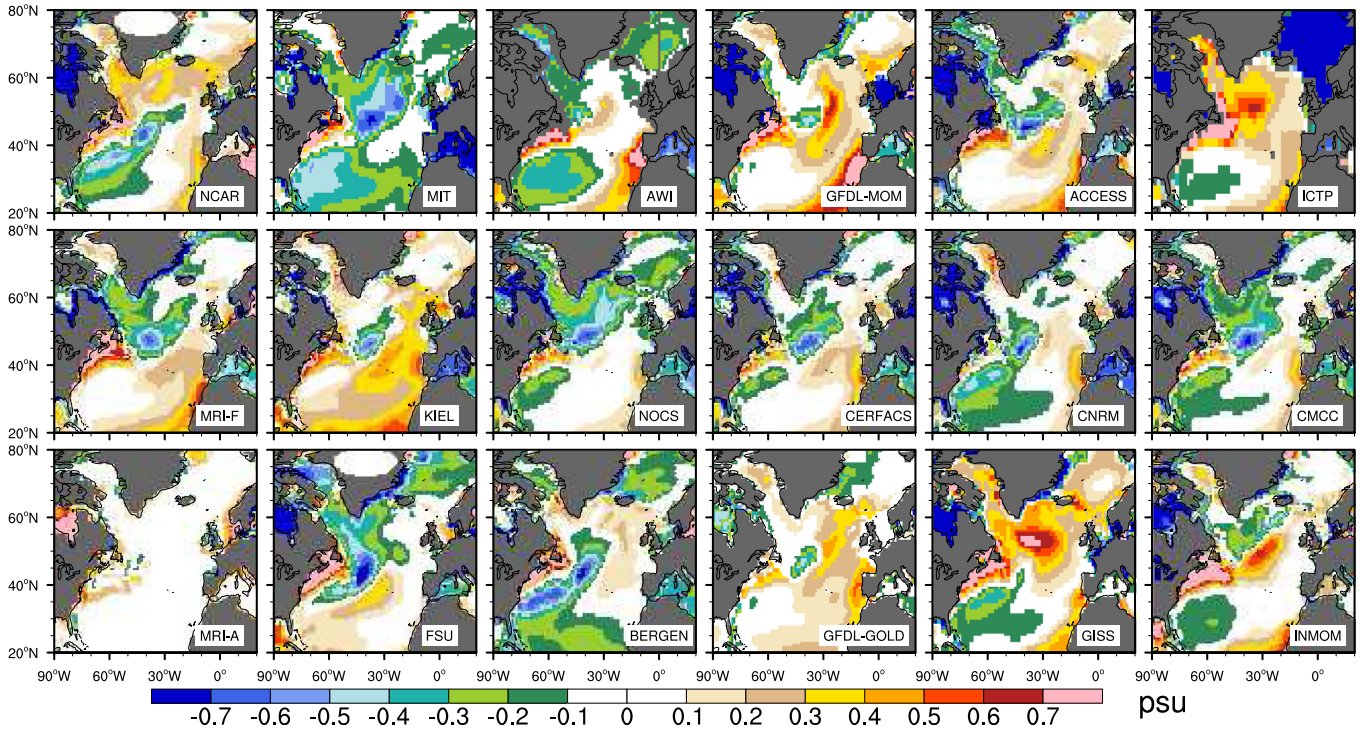 80°N
60°N
40°N
20°N
NCAR MIT AWI GFDL-MOM ACCESS ICTP
80°N
60°N
40°N
20°N
MRI-F KIEL NOCS CERFACS CNRM CMCC
80°N
60°N
40°N
20°N
MRI-A FSU BERGEN GFDL-GOLD GISS INMOM
90°W 60°W 30°W 0° 90°W 60°W 30°W 0° 90°W 60°W 30°W 0° 90°W 60°W 30°W 0° 90°W 60°W 30°W 0° 90°W 60°W 30°W 0°
-0.7 -0.6 -0.5 -0.4 -0.3 -0.2 -0.1 0 0.1 0.2 0.3 0.4 0.5 0.6 0.7 psu